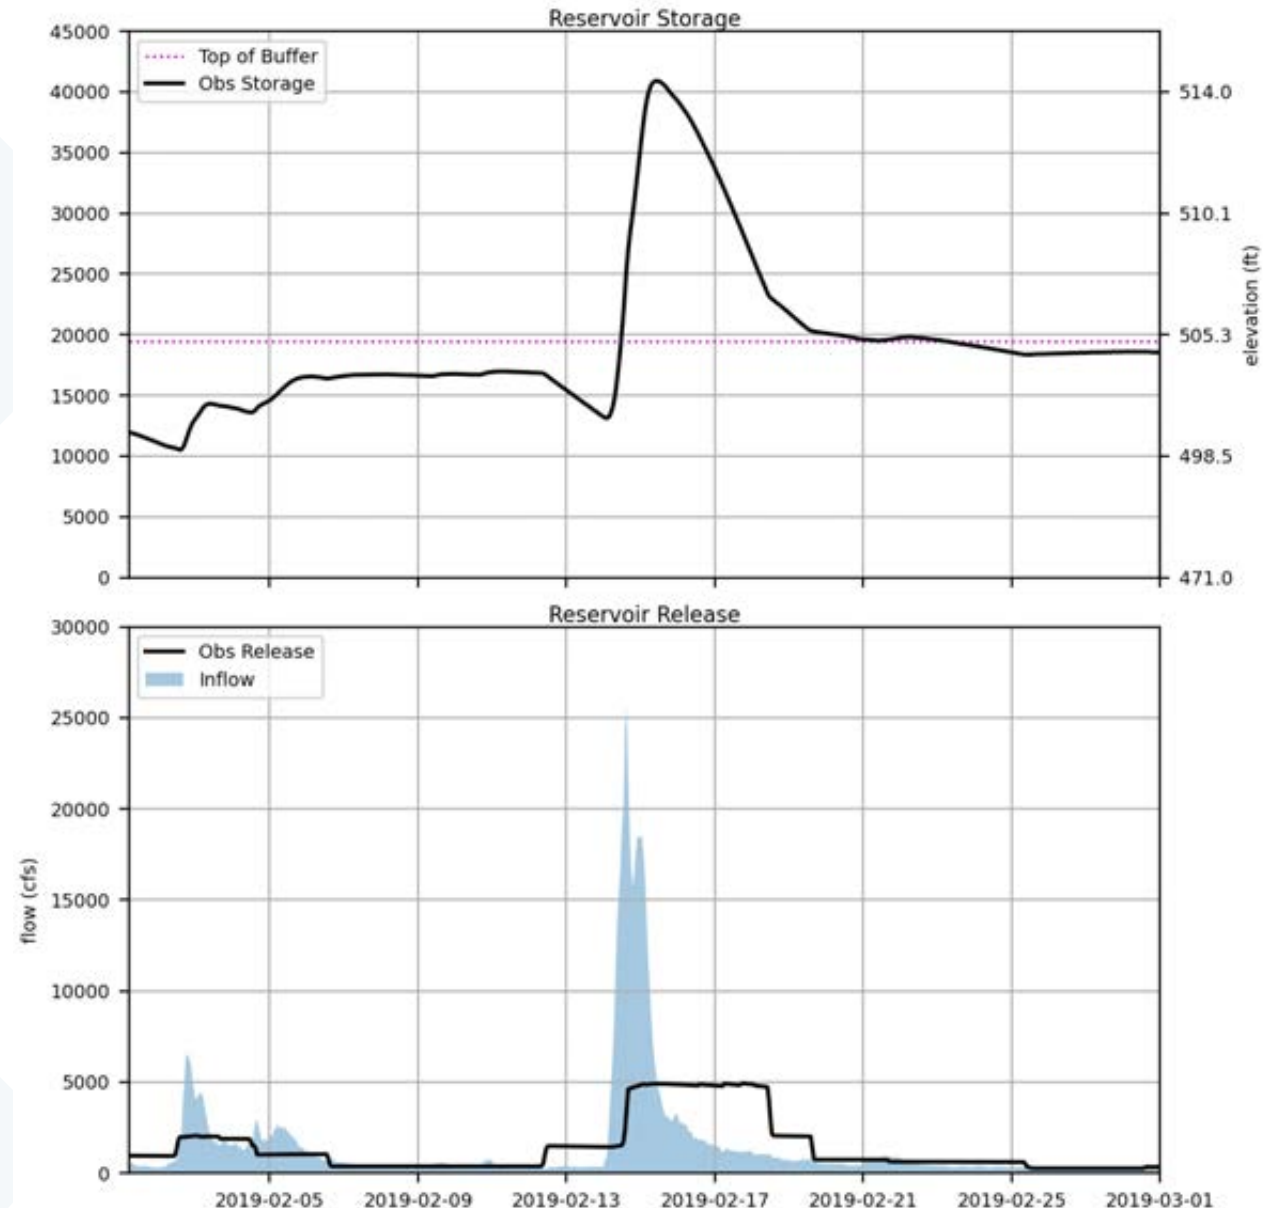 Reservoir Storage
45000
40000
35000
30000
25000
20000
15000
10000
5000
0
Top of Buffer
Obs Storage
514.0
510.1
505.3
498.5
471.0
elevation (ft)
Reservoir Release
30000
25000
20000
15000
10000
5000
0
flow (cfs)
Obs Release
Inflow
2019-02-05 2019-02-09 2019-02-13 2019-02-17 2019-02-21 2019-02-25 2019-03-01